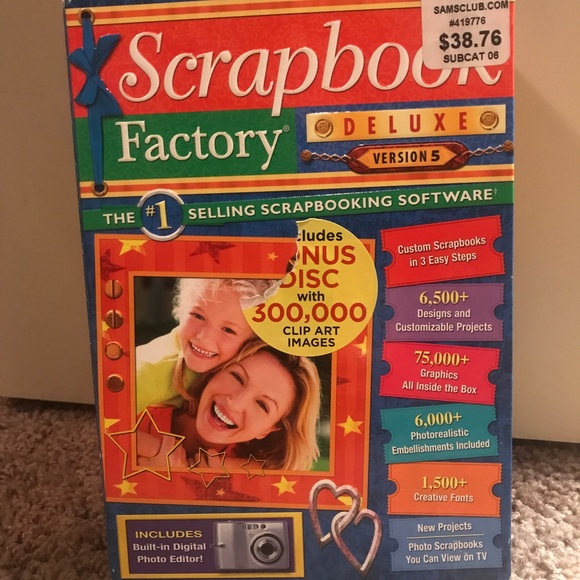 SAMSCLUB.COM
#419776
$38.76
SUBCAT 06
Scrapbook
Factory®
DELUXE
VERSION 5
THE #1 SELLING SCRAPBOOKING SOFTWARE†
cludes
NUS
DISC
with
300,000
CLIP ART
IMAGES
Custom Scrapbooks
in 3 Easy Steps
6,500+
Designs and
Customizable Projects
75,000+
Graphics
All Inside the Box
6,000+
Photorealistic
Embellishments Included
1,500+
Creative Fonts
New Projects
Photo Scrapbooks
You Can View on TV
INCLUDES
Built-in Digital
Photo Editor!